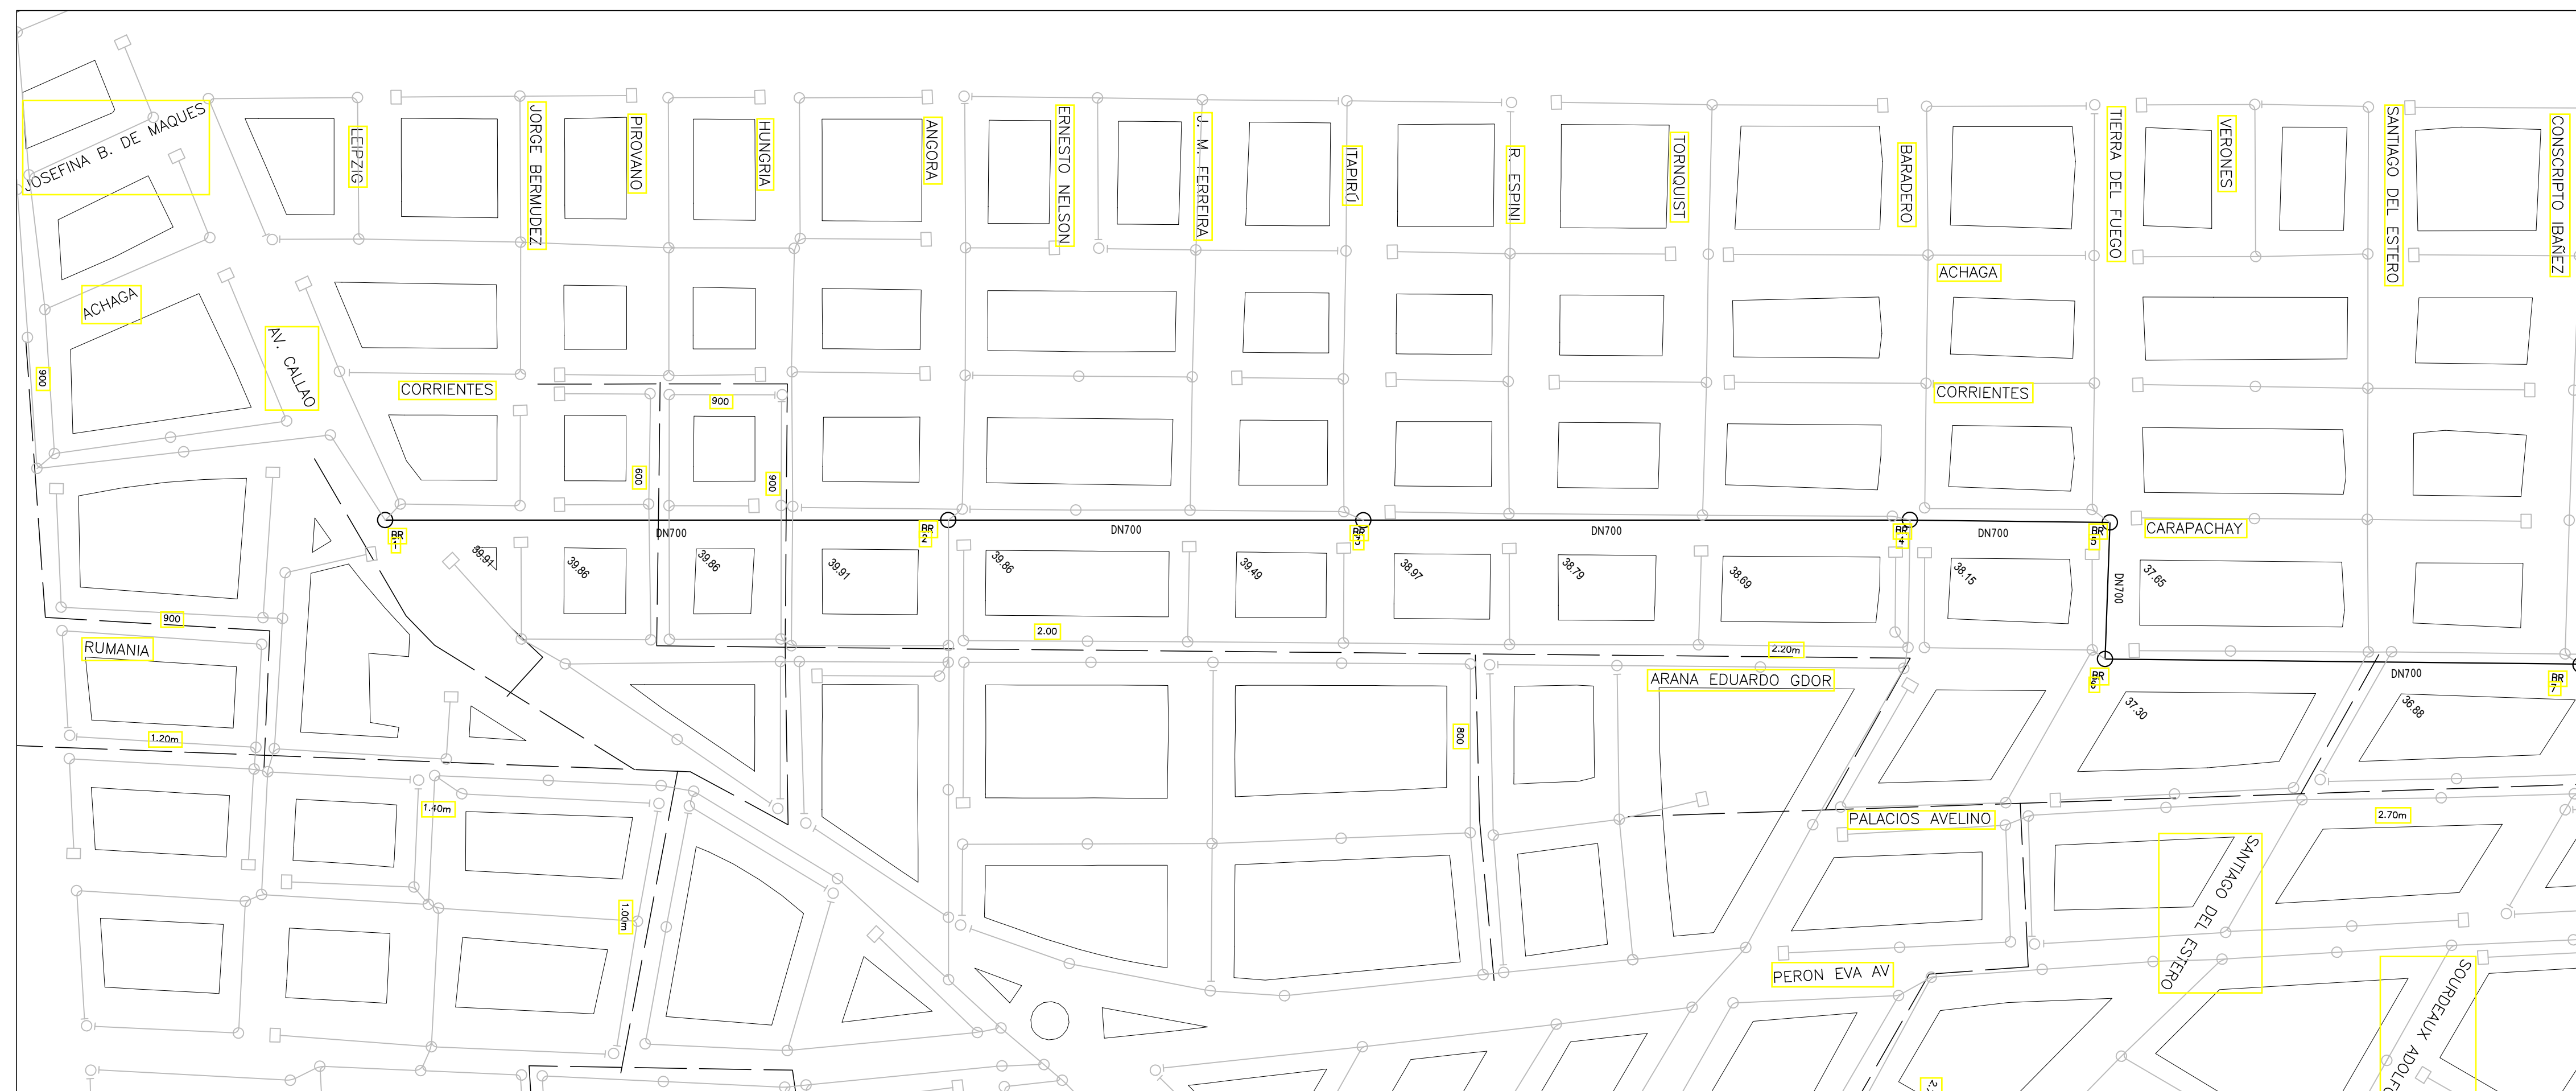 JOSEFINA B. DE MAQUES
LEIPZIG
JORGE BERMUDEZ
PIROVANO
HUNGRIA
ANGORA
ERNESTO NELSON
J. M. FERREIRA
ITAPIRÚ
R. ESPINI
TORNQUIST
BARADERO
TIERRA DEL FUEGO
VERONES
SANTIAGO DEL ESTERO
CONSCRIPTO IBAÑEZ
ACHAGA
ACHAGA
AV. CALLAO
900
CORRIENTES
900
CORRIENTES
600
900
BR
1
DN700
BR
2
DN700
BR
3
DN700
BR
4
DN700
BR
5
CARAPACHAY
39.91
39.86
39.86
39.91
39.86
39.49
38.97
38.79
38.69
38.15
37.65
DN700
900
RUMANIA
2.00
2.20m
ARANA EDUARDO GDOR
BR
6
DN700
BR
7
37.30
36.88
1.20m
800
1.40m
PALACIOS AVELINO
2.70m
1.00m
SANTIAGO DEL ESTERO
PERON EVA AV
SOURDEAUX